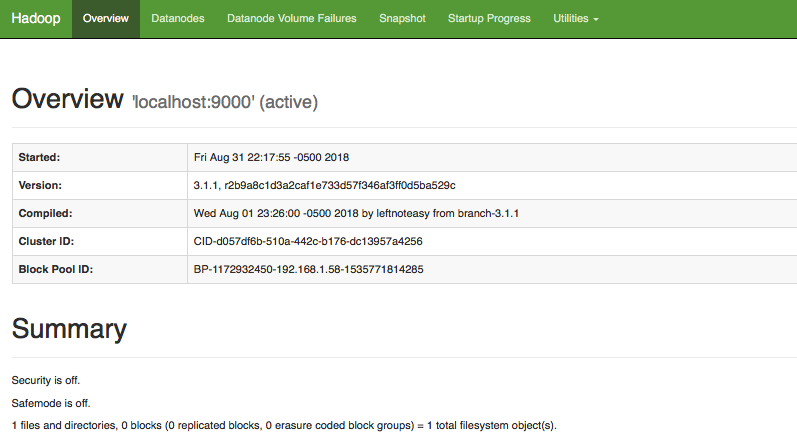 Hadoop Overview Datanodes Datanode Volume Failures Snapshot Startup Progress Utilities
Overview 'localhost:9000' (active)
Started: Fri Aug 31 22:17:55 -0500 2018
Version: 3.1.1, r2b9a8c1d3a2caf1e733d57f346af3ff0d5ba529c
Compiled: Wed Aug 01 23:26:00 -0500 2018 by leftnoteasy from branch-3.1.1
Cluster ID: CID-d057df6b-510a-442c-b176-dc13957a4256
Block Pool ID: BP-1172932450-192.168.1.58-1535771814285
Summary
Security is off.
Safemode is off.
1 files and directories, 0 blocks (0 replicated blocks, 0 erasure coded block groups) = 1 total filesystem object(s).